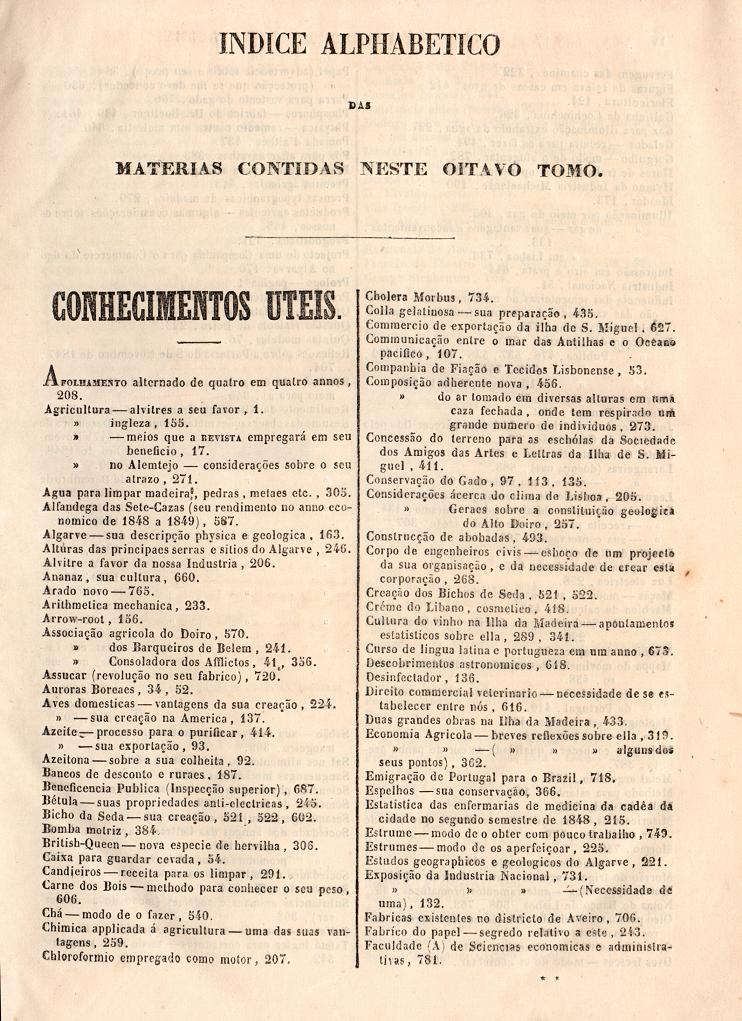 INDICE ALPHABETICO
DAS
MATERIAS CONTIDAS NESTE OITAVO TOMO.
CONHECIMENTOS UTEIS.
AFOLHAMENTO alternado de quatro em quatro annos,
208.
Agricultura — alvitres a seu favor, 1.
» ingleza, 155.
» — meios que a REVISTA empregará em seu
beneficio, 17.
» no Alemtejo — considerações sobre o seu
atrazo, 271.
Agua para limpar madeira, pedras, metaes etc., 305.
Alfandega das Sete-Cazas (seu rendimento no anno eco-
nomico de 1848 a 1849), 587.
Algarve — sua descripção physica e geologica, 163.
Altúras das principaes serras e sitios do Algarve, 246.
Alvitre a favor da nossa Industria, 206.
Ananaz, sua cultura, 660.
Arado novo — 765.
Arithmetica mechanica, 233.
Arrow-root, 156.
Associação agricola do Doiro, 570.
» dos Barqueiros de Belem, 241.
» Consoladora dos Afflictos, 41, 356.
Assucar (revolução no seu fabrico), 720.
Auroras Boreaes, 34, 52.
Aves domesticas — vantagens da sua creação, 224.
» — sua creação na America, 137.
Azeite — processo para o purificar, 414.
» — sua exportação, 93.
Azeitona — sobre a sua colheita, 92.
Bancos de desconto e ruraes, 187.
Beneficencia Publica (Inspecção superior), 687.
Bétula — suas propriedades anti-electricas, 245.
Bicho da Seda — sua creação, 521, 522, 602.
Bomba motriz, 384.
British-Queen — nova especie de hervilha, 306.
Caixa para guardar cevada, 54.
Candieiros — receita para os limpar, 291.
Carne dos Bois — methodo para conhecer o seu peso,
606.
Chá — modo de o fazer, 540.
Chimica applicada á agricultura — uma das suas van-
tagens, 259.
Chloroformio empregado como motor, 207.
Cholera Morbus, 734.
Colla gelatinosa — sua preparação, 435.
Commercio de exportação da ilha de S. Miguel, 627.
Communicação entre o mar das Antilhas e o Oceano
pacifico, 107.
Companhia de Fiação e Tecidos Lisbonense, 53.
Composição adherente nova, 456.
» do ar tomado em diversas alturas em uma
caza fechada, onde tem respirado um
grande numero de individuos, 273.
Concessão do terreno para as eschólas da Sociedade
dos Amigos das Artes e Lettras da Ilha de S. Mi-
guel, 411.
Conservação do Gado, 97, 113, 135.
Considerações ácerca do clima de Lisboa, 205.
» Geraes sobre a constituição geologica
do Alto Doiro, 257.
Construcção de abobadas, 493.
Corpo de engenheiros civis — esboço de um projecto
da sua organisação, e da necessidade de crear esta
corporação, 268.
Creação dos Bichos de Seda, 521, 522.
Créme do Libano, cosmetico, 418.
Cultura do vinho na Ilha da Madeira — apontamentos
estatisticos sobre ella, 289, 341.
Curso de lingua latina e portugueza em um anno, 673.
Descobrimentos astronomicos, 618.
Desinfectador, 136.
Direito commercial veterinario — necessidade de se es-
tabelecer entre nós, 616.
Duas grandes obras na Ilha da Madeira, 433.
Economia Agricola — breves reflexões sobre ella, 319.
» » — ( » » » alguns dos
seus pontos), 362.
Emigração de Portugal para o Brazil, 718.
Espelhos — sua conservação, 366.
Estatistica das enfermarias de medicina da cadêa da
cidade no segundo semestre de 1848, 215.
Estrume — modo de o obter com pouco trabalho, 749.
Estrumes — modo de os aperfeiçoar, 225.
Estudos geographicos e geologicos do Algarve, 221.
Exposição da Industria Nacional, 731.
» » » — (Necessidade de
uma), 132.
Fabricas existentes no districto de Aveiro, 706.
Fabrico do papel — segredo relativo a este, 243.
Faculdade (A) de Sciencias economicas e administra-
tivas, 781.
* *